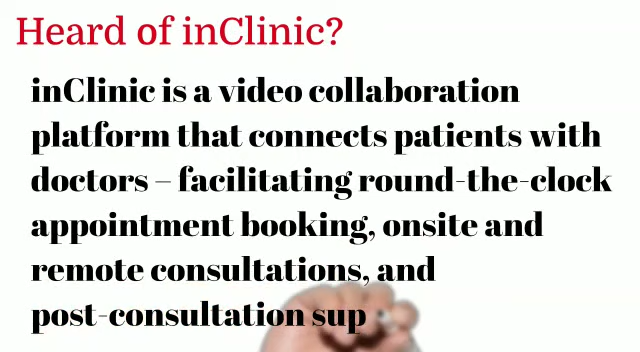 Heard of inClinic?
inClinic is a video collaboration
platform that connects patients with
doctors – facilitating round-the-clock
appointment booking, onsite and
remote consultations, and
post-consultation sup